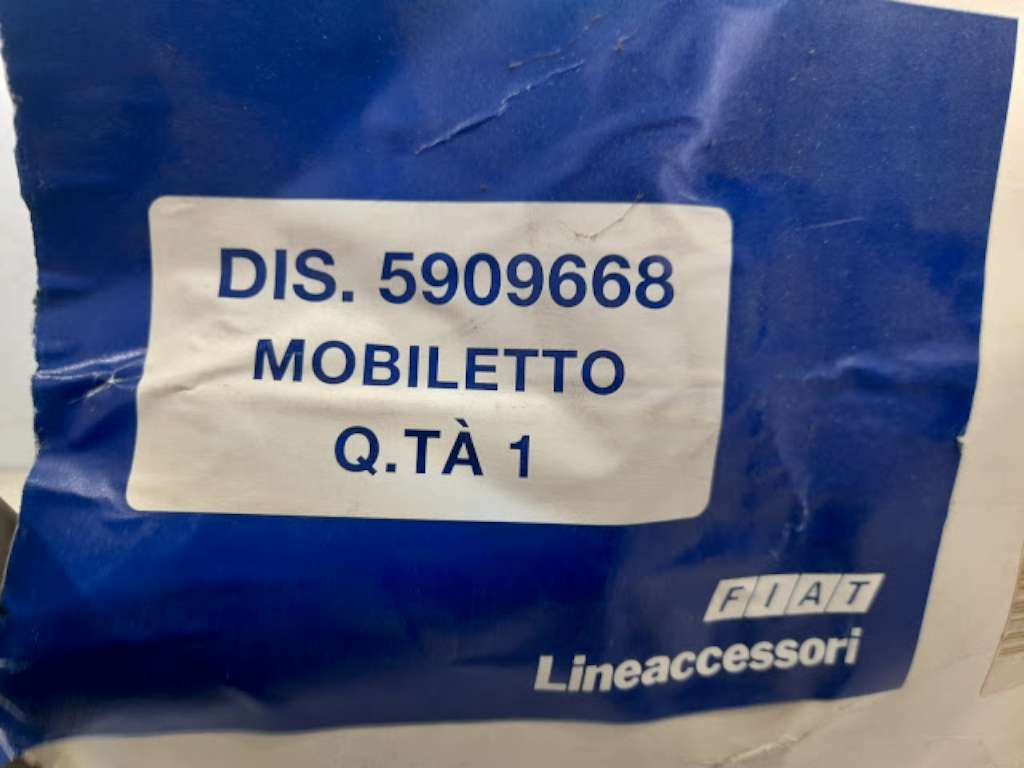 DIS. 5909668
MOBILETTO
Q.TÀ 1
FIAT
Lineaccessori